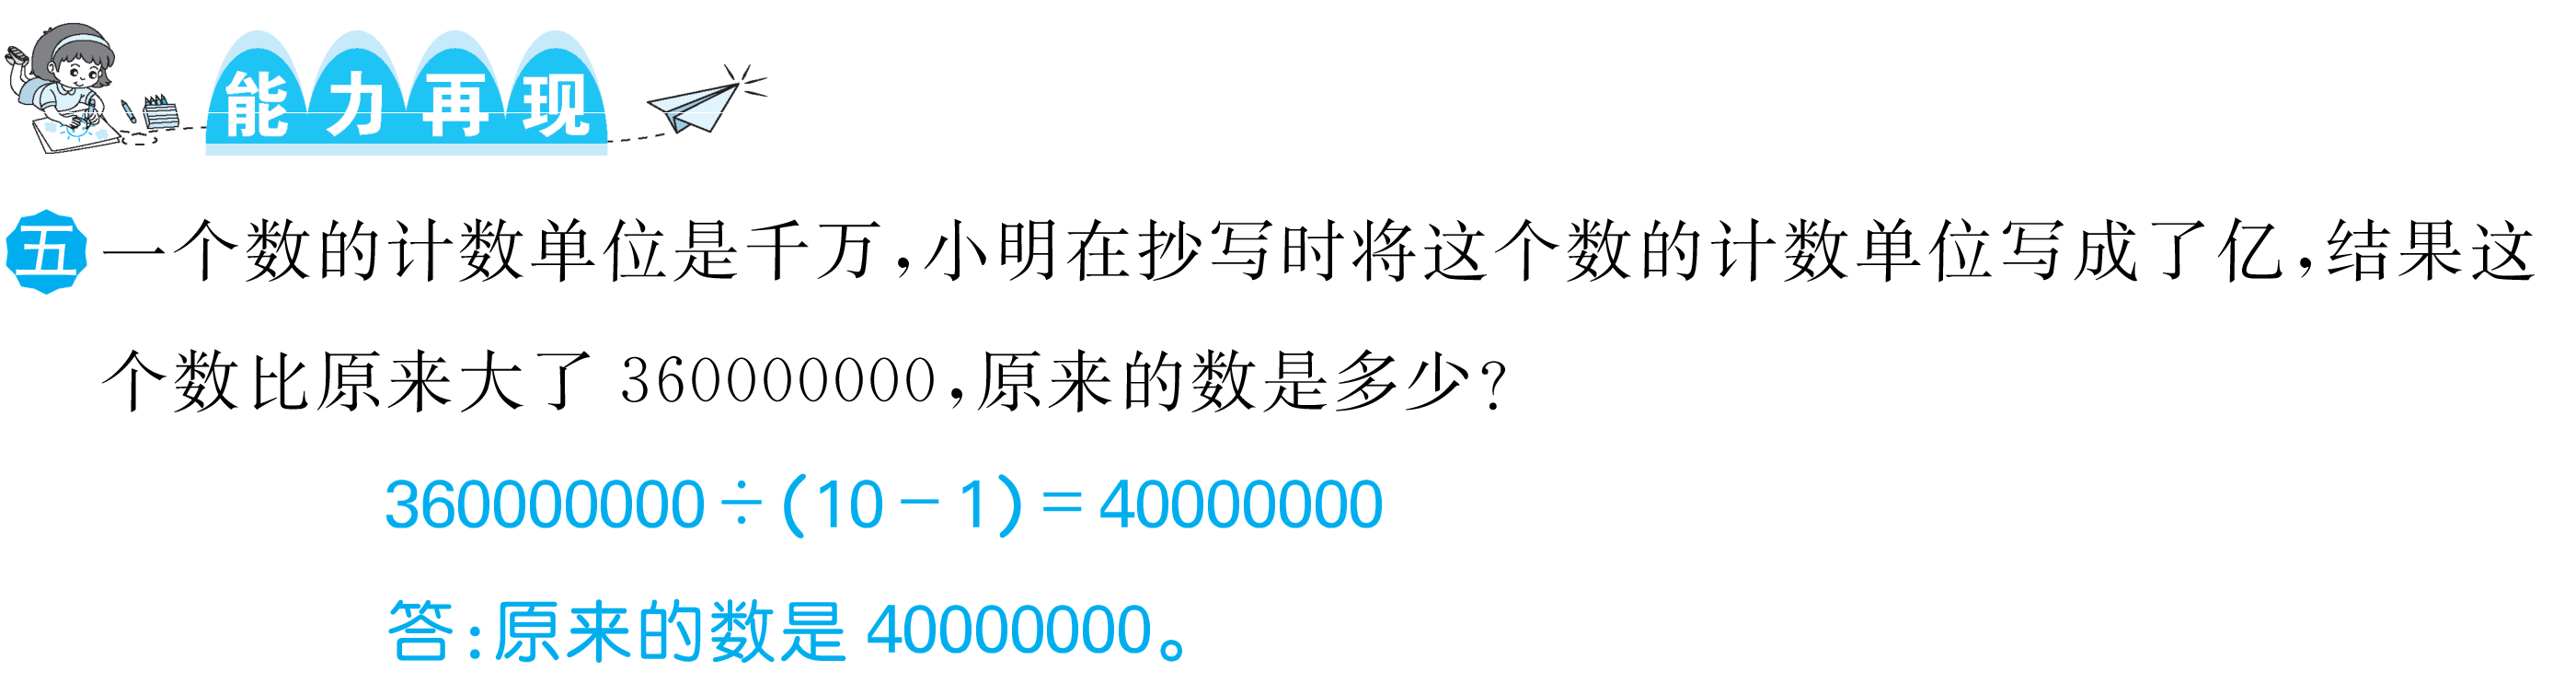 能力再现
五 一个数的计数单位是千万,小明在抄写时将这个数的计数单位写成了亿,结果这
个数比原来大了 360000000,原来的数是多少?
360000000÷(10-1)=40000000
答:原来的数是 40000000。